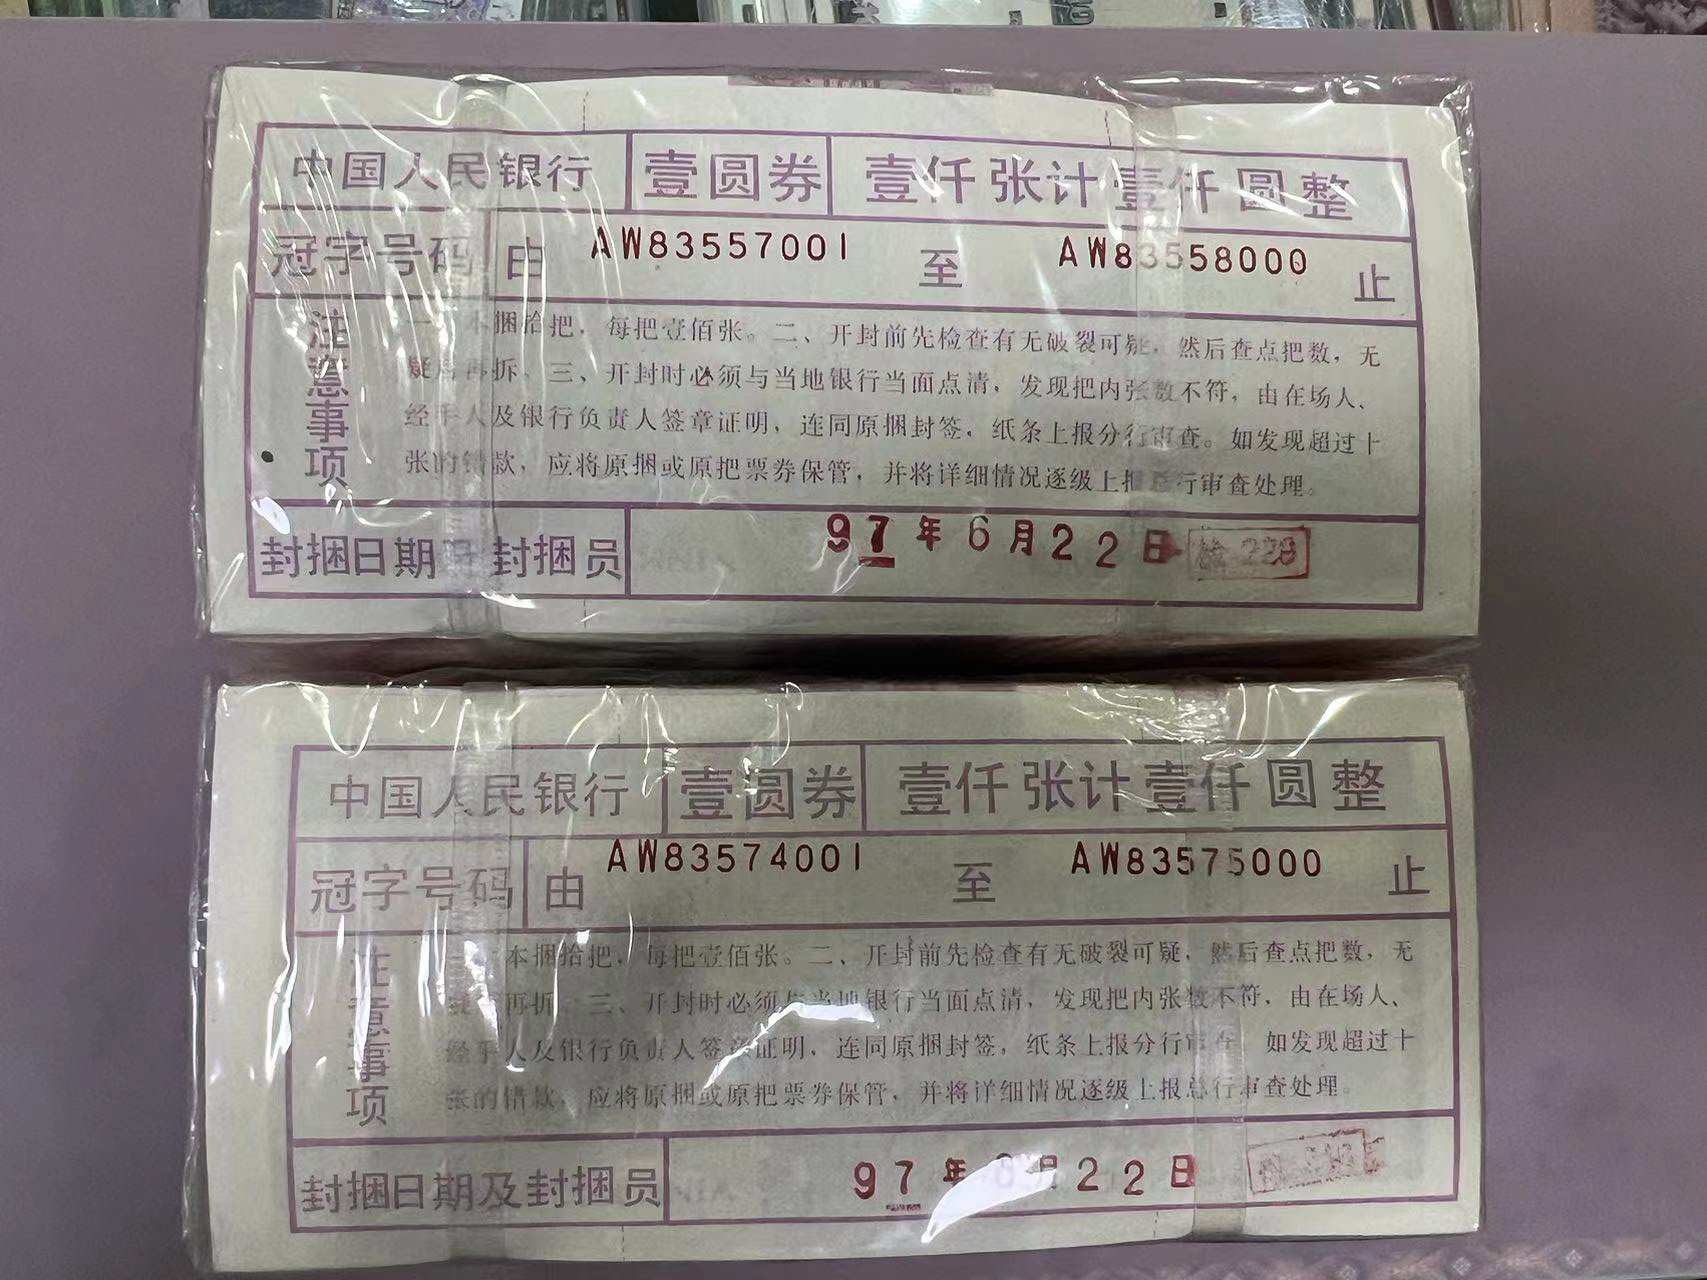 中国人民银行 壹圆券 壹仟张计壹仟圆整
冠字号码 由 AW83557001 至 AW83558000 止
注意事项
一、本捆拾把，每把壹佰张。二、开封前先检查有无破裂可疑，然后查点把数，无
疑后再拆。三、开封时必须与当地银行当面点清，发现把内张数不符，由在场人、
经手人及银行负责人签章证明，连同原捆封签，纸条上报分行审查。如发现超过十
张的错款，应将原捆或原把票券保管，并将详细情况逐级上报总行审查处理。
封捆日期及封捆员 97年6月22日 228
中国人民银行 壹圆券 壹仟张计壹仟圆整
冠字号码 由 AW83574001 至 AW83575000 止
注意事项
一、本捆拾把，每把壹佰张。二、开封前先检查有无破裂可疑，然后查点把数，无
疑后再拆。三、开封时必须与当地银行当面点清，发现把内张数不符，由在场人、
经手人及银行负责人签章证明，连同原捆封签，纸条上报分行审查。如发现超过十
张的错款，应将原捆或原把票券保管，并将详细情况逐级上报总行审查处理。
封捆日期及封捆员 97年6月22日